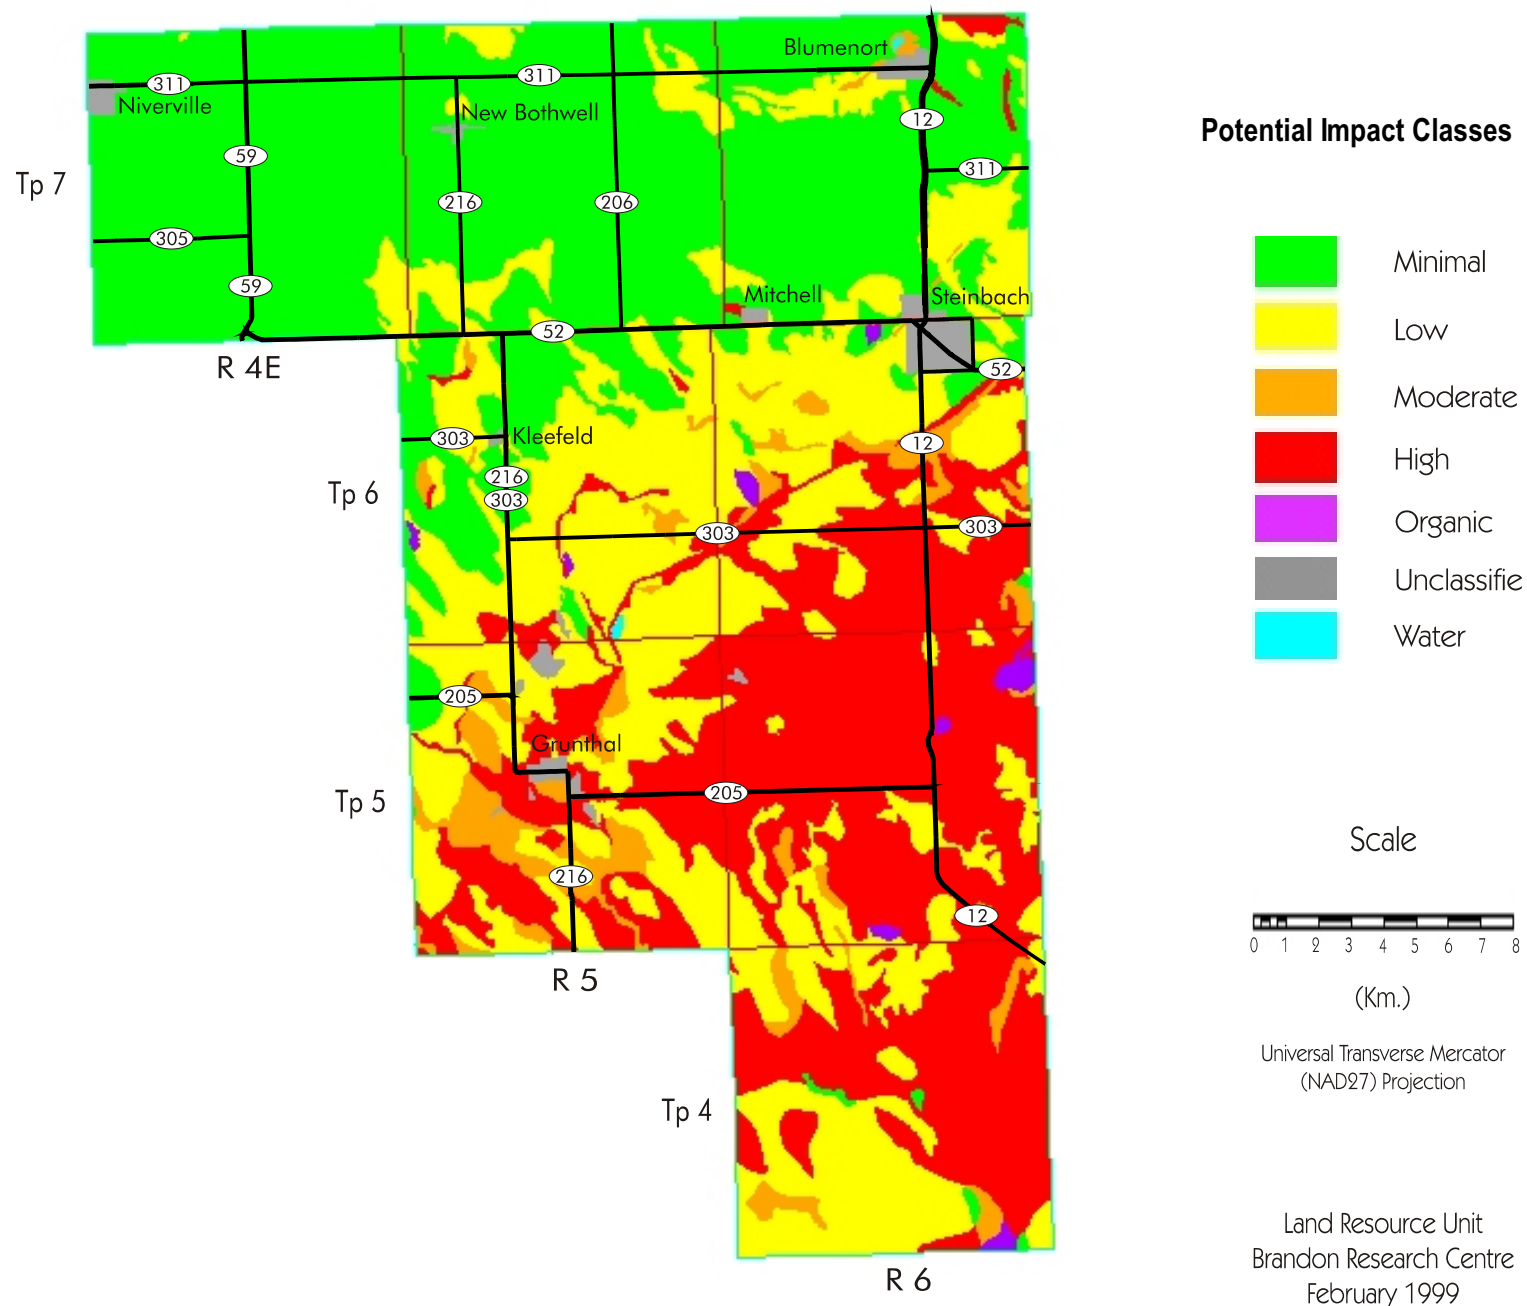 Blumenort
311
311
Niverville
New Bothwell
12
59
311
Tp 7
216
206
305
59
Mitchell
Steinbach
52
R 4E
52
303
Kleefeld
12
216
Tp 6
303
303
303
205
Grunthal
Tp 5
205
216
12
R 5
Tp 4
R 6
Potential Impact Classes
Minimal
Low
Moderate
High
Organic
Unclassifie
Water
Scale
0 1 2 3 4 5 6 7 8
(Km.)
Universal Transverse Mercator
(NAD27) Projection
Land Resource Unit
Brandon Research Centre
February 1999